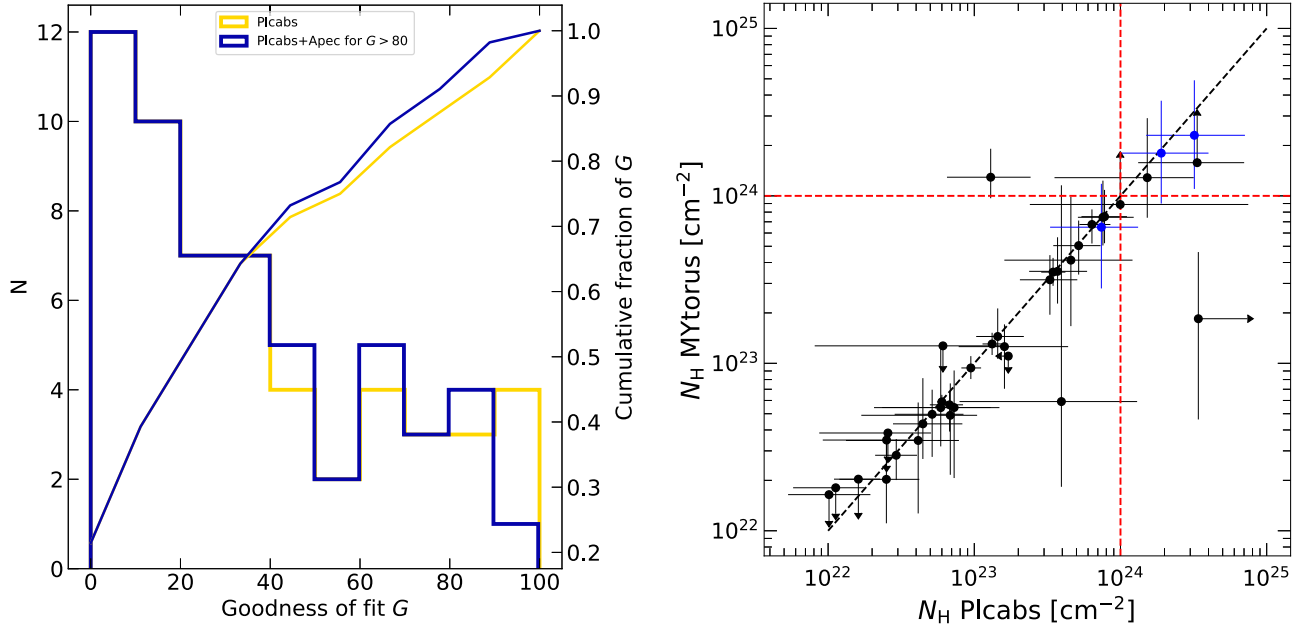 Plcabs
Plcabs+Apec for G > 80
12
10
8
6
4
2
0
N
1.0
0.9
0.8
0.7
0.6
0.5
0.4
0.3
0.2
Cumulative fraction of G
0 20 40 60 80 100
Goodness of fit G
10^25
10^24
10^23
10^22
N_H MYtorus [cm^−2]
10^22 10^23 10^24 10^25
N_H Plcabs [cm^−2]